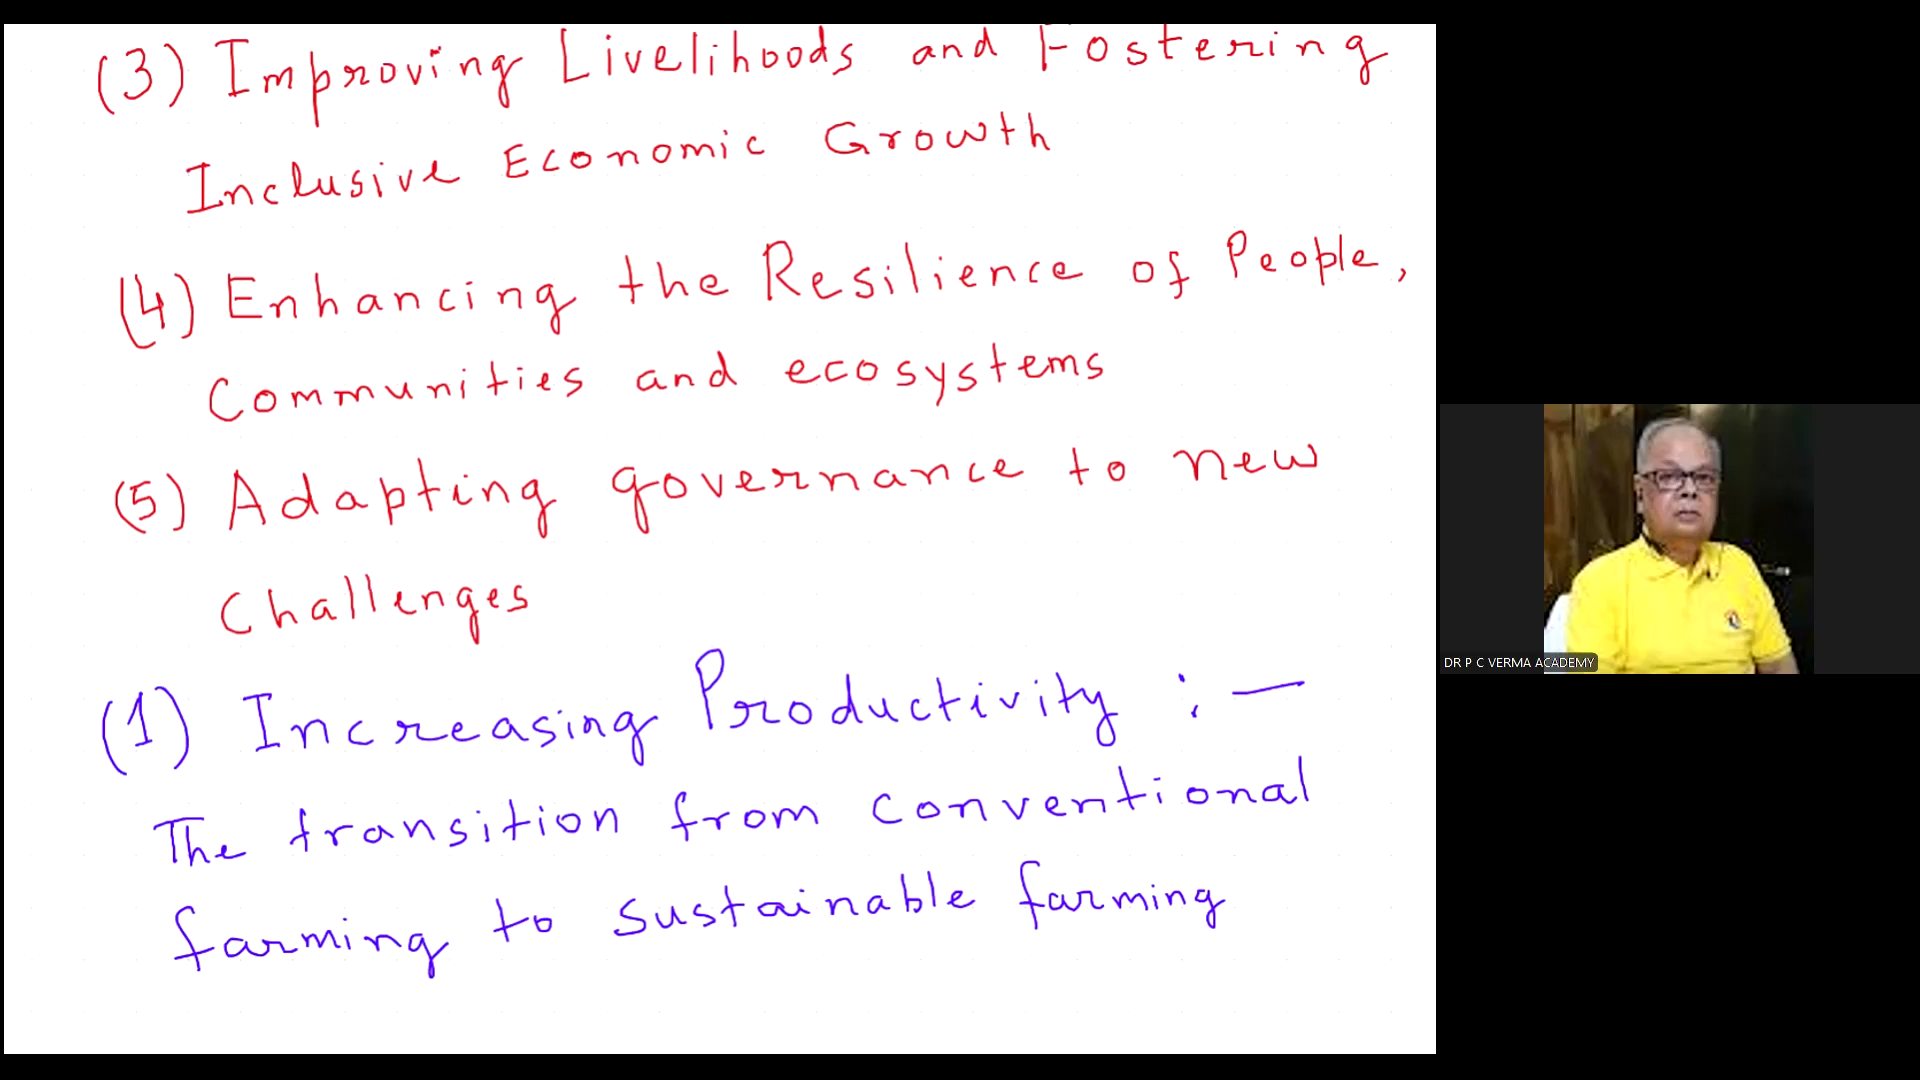 (3) Improving Livelihoods and Fostering
Inclusive Economic Growth
(4) Enhancing the Resilience of People,
Communities and ecosystems
(5) Adapting governance to new
Challenges
(1) Increasing Productivity :—
The transition from conventional
farming to sustainable farming
DR P C VERMA ACADEMY